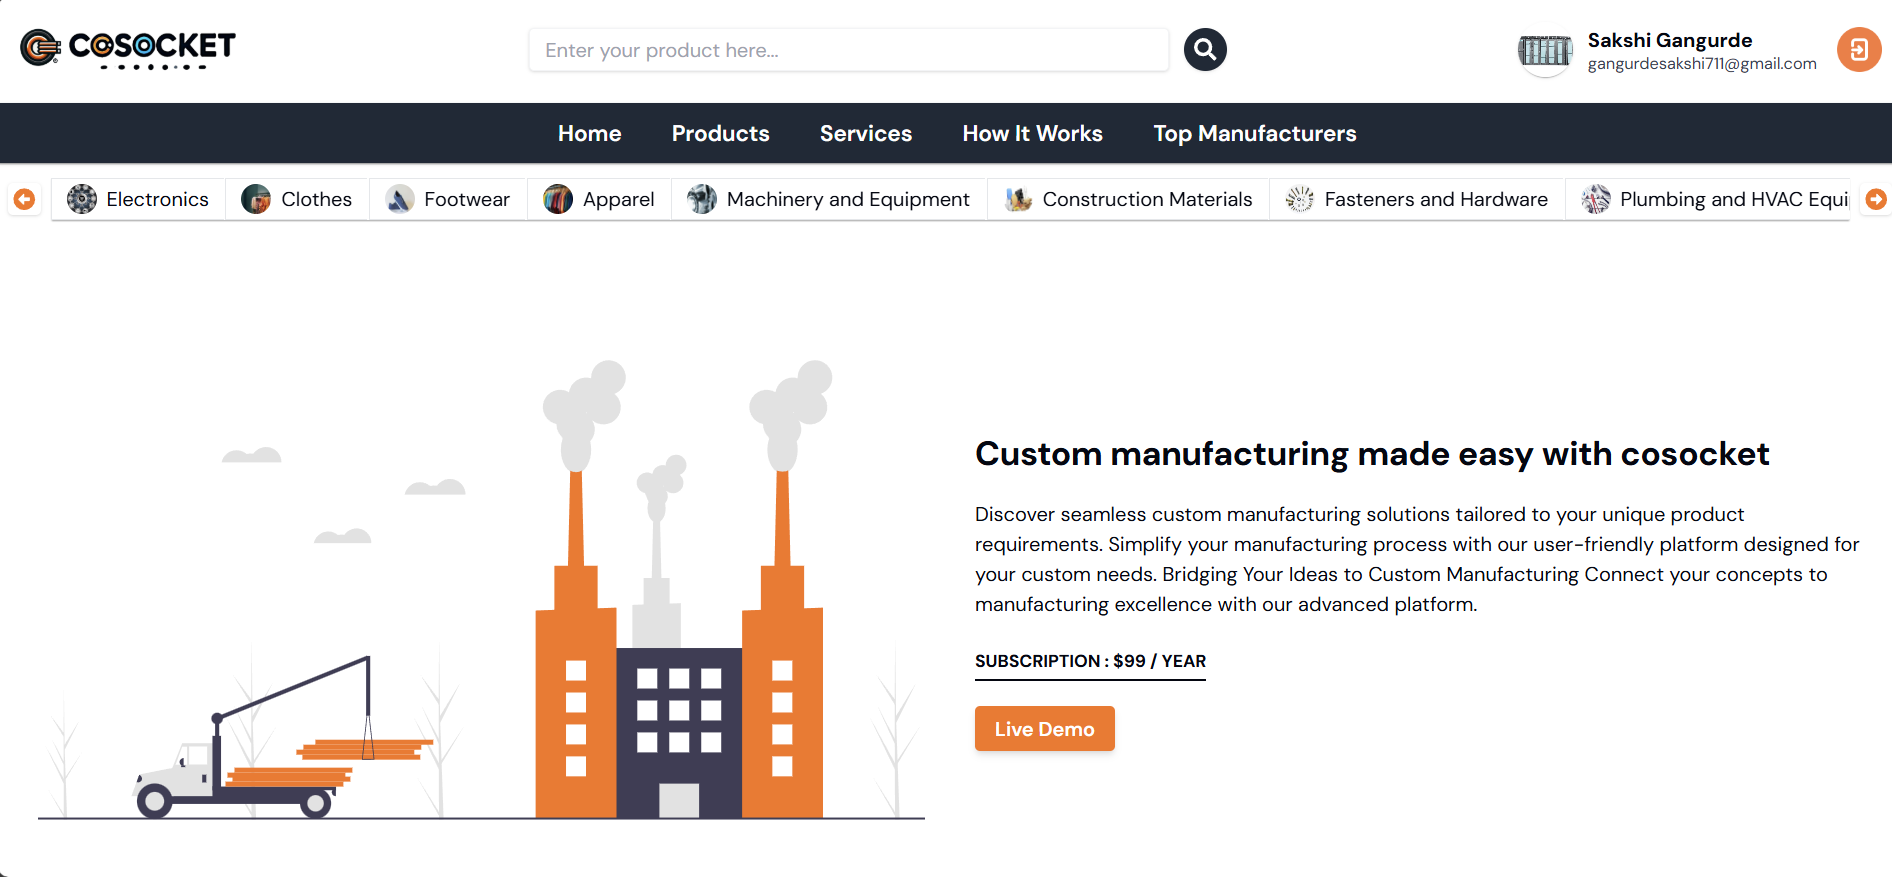 COSOCKET
Enter your product here...
Sakshi Gangurde
gangurdesakshi711@gmail.com
Home Products Services How It Works Top Manufacturers
Electronics Clothes Footwear Apparel Machinery and Equipment Construction Materials Fasteners and Hardware Plumbing and HVAC Equi
Custom manufacturing made easy with cosocket
Discover seamless custom manufacturing solutions tailored to your unique product
requirements. Simplify your manufacturing process with our user-friendly platform designed for
your custom needs. Bridging Your Ideas to Custom Manufacturing Connect your concepts to
manufacturing excellence with our advanced platform.
SUBSCRIPTION : $99 / YEAR
Live Demo